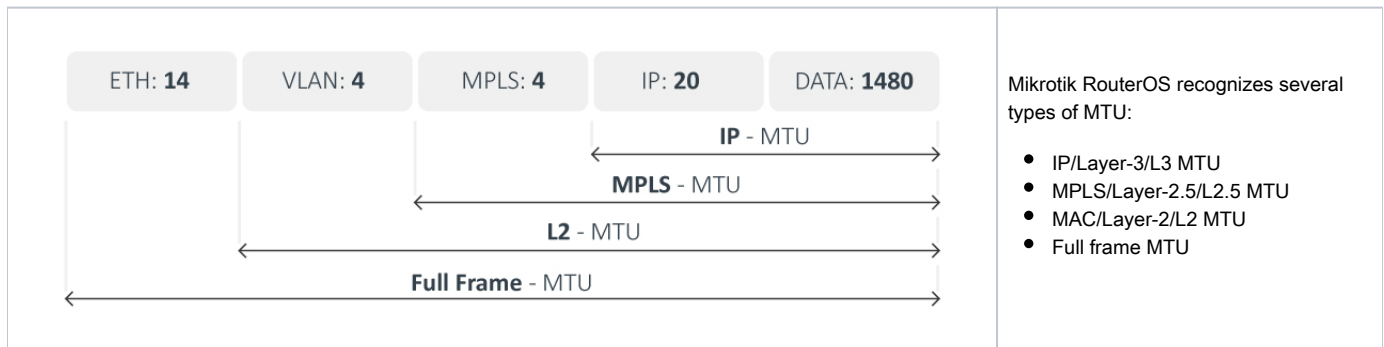 ETH: 14 VLAN: 4 MPLS: 4 IP: 20 DATA: 1480
IP - MTU
MPLS - MTU
L2 - MTU
Full Frame - MTU
Mikrotik RouterOS recognizes several
types of MTU:
• IP/Layer-3/L3 MTU
• MPLS/Layer-2.5/L2.5 MTU
• MAC/Layer-2/L2 MTU
• Full frame MTU